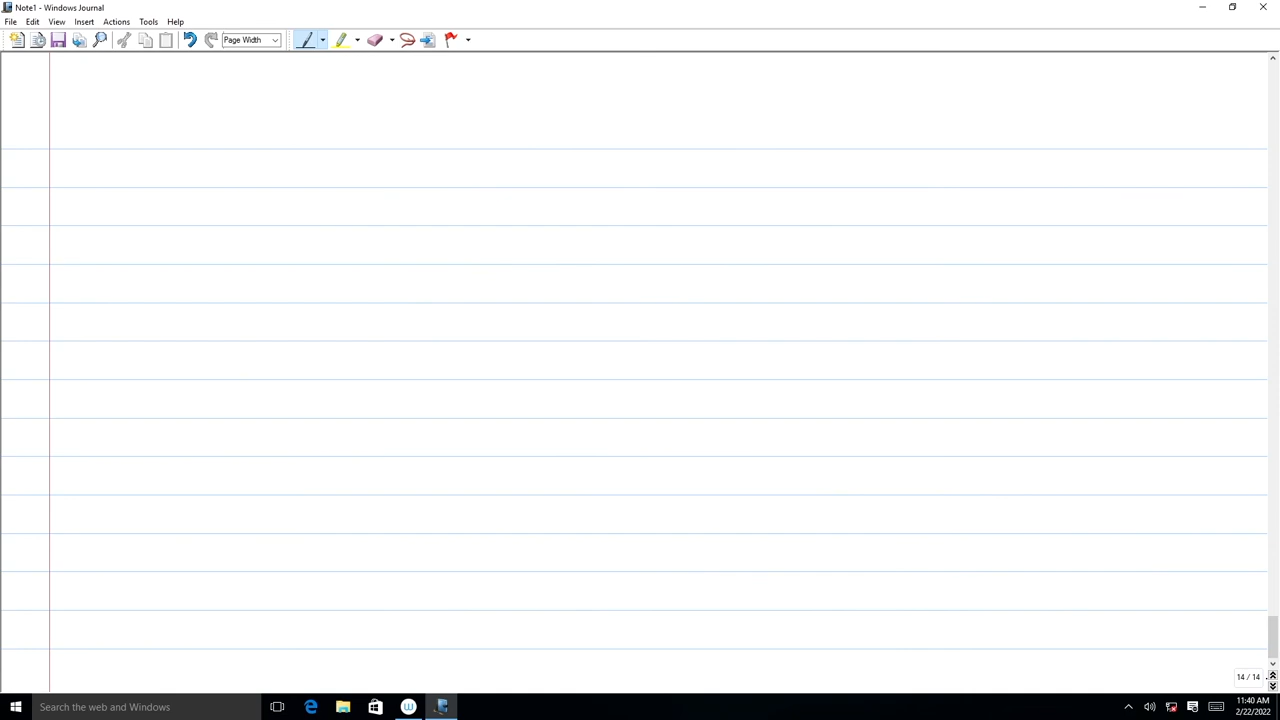 Note1 - Windows Journal
File Edit View Insert Actions Tools Help
Page Width
14 / 14
Search the web and Windows
11:40 AM
2/22/2022